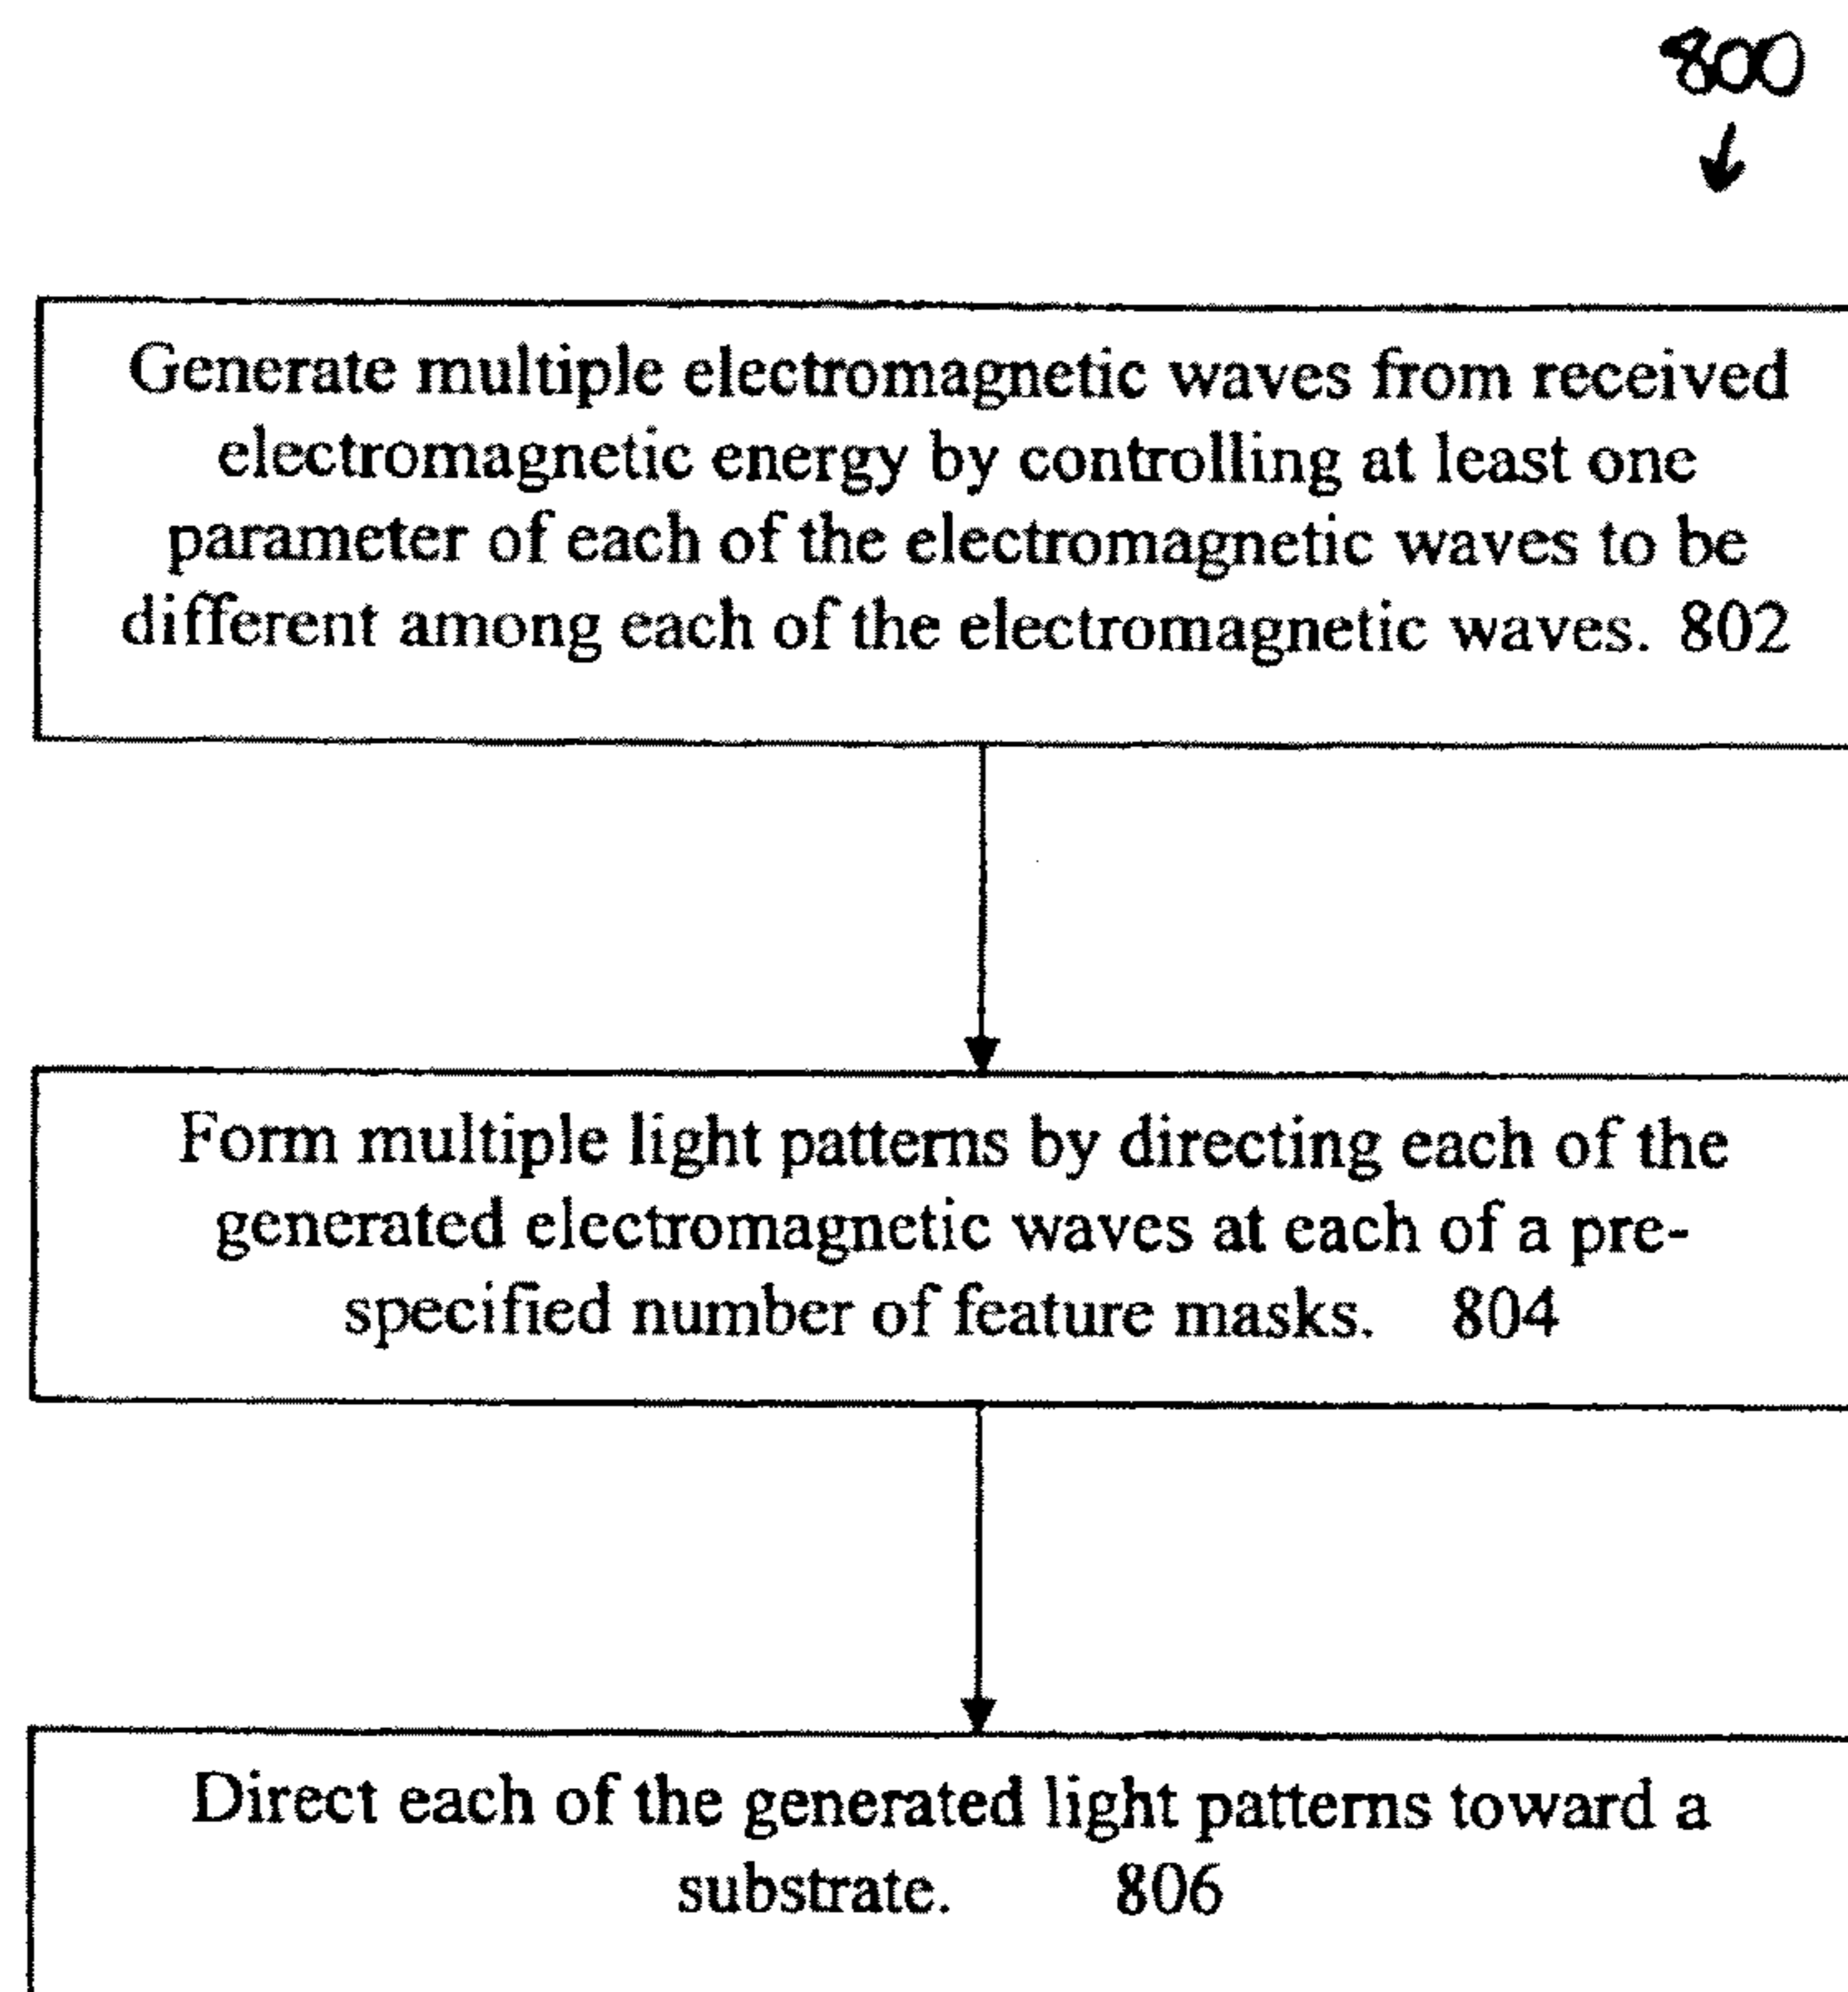 800
Generate multiple electromagnetic waves from received
electromagnetic energy by controlling at least one
parameter of each of the electromagnetic waves to be
different among each of the electromagnetic waves. 802
Form multiple light patterns by directing each of the
generated electromagnetic waves at each of a pre-
specified number of feature masks. 804
Direct each of the generated light patterns toward a
substrate. 806